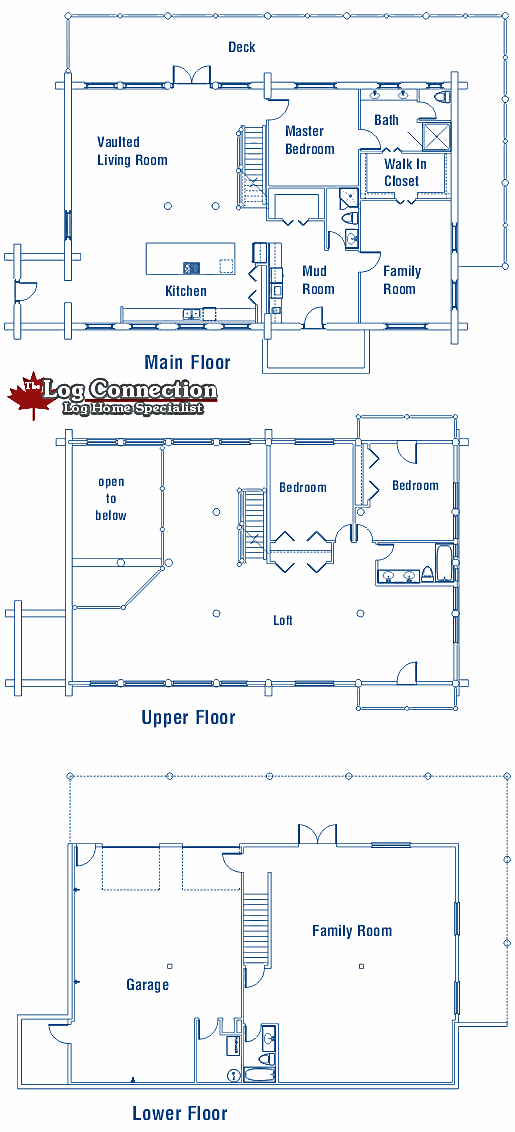 Deck
Vaulted
Living Room
Master
Bedroom
Bath
Walk In
Closet
Kitchen
Mud
Room
Family
Room
Main Floor
The Log Connection
Log Home Specialist
open
to
below
Bedroom
Bedroom
Loft
Upper Floor
Family Room
Garage
Lower Floor